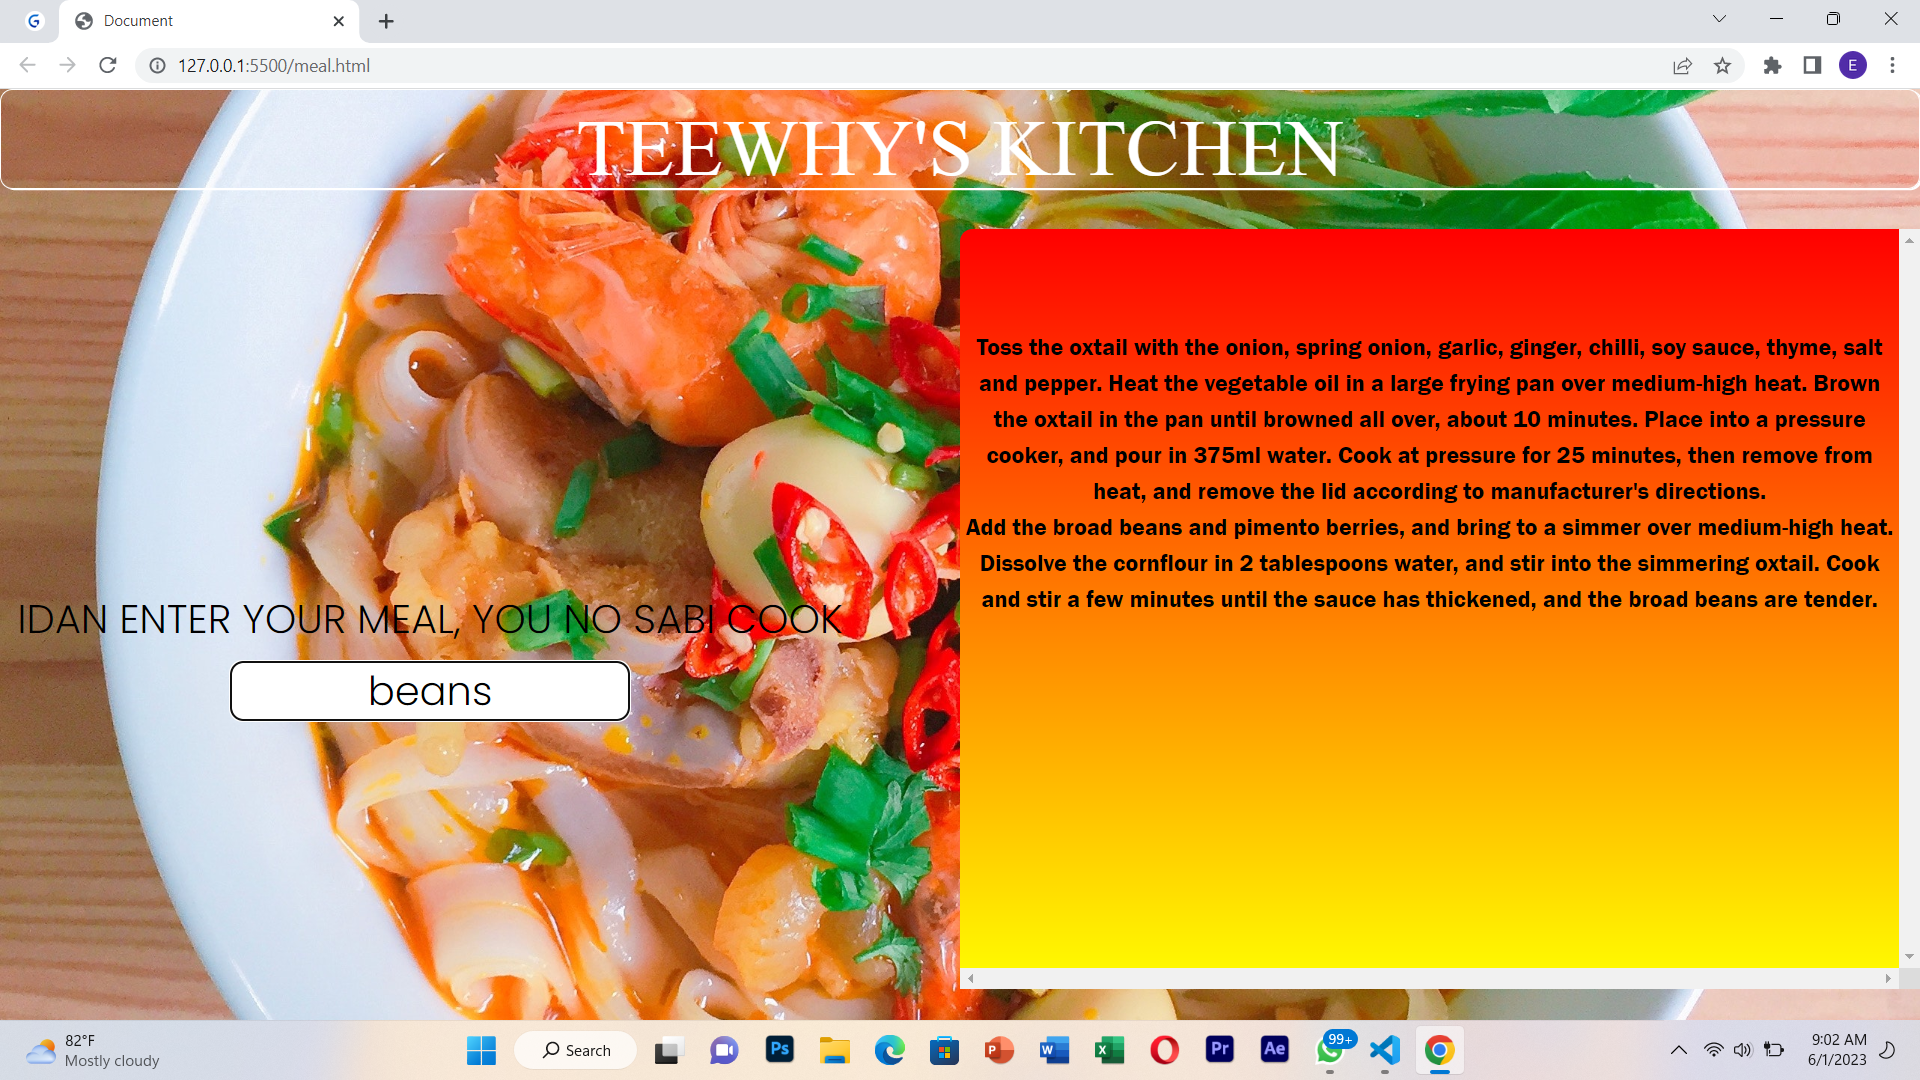 Document
127.0.0.1:5500/meal.html
E
TEEWHY'S KITCHEN
Toss the oxtail with the onion, spring onion, garlic, ginger, chilli, soy sauce, thyme, salt
and pepper. Heat the vegetable oil in a large frying pan over medium-high heat. Brown
the oxtail in the pan until browned all over, about 10 minutes. Place into a pressure
cooker, and pour in 375ml water. Cook at pressure for 25 minutes, then remove from
heat, and remove the lid according to manufacturer's directions.
Add the broad beans and pimento berries, and bring to a simmer over medium-high heat.
Dissolve the cornflour in 2 tablespoons water, and stir into the simmering oxtail. Cook
and stir a few minutes until the sauce has thickened, and the broad beans are tender.
IDAN ENTER YOUR MEAL, YOU NO SABI COOK
beans
82°F
Mostly cloudy
Search
Ps
P
W
X
Pr
Ae
99+
9:02 AM
6/1/2023